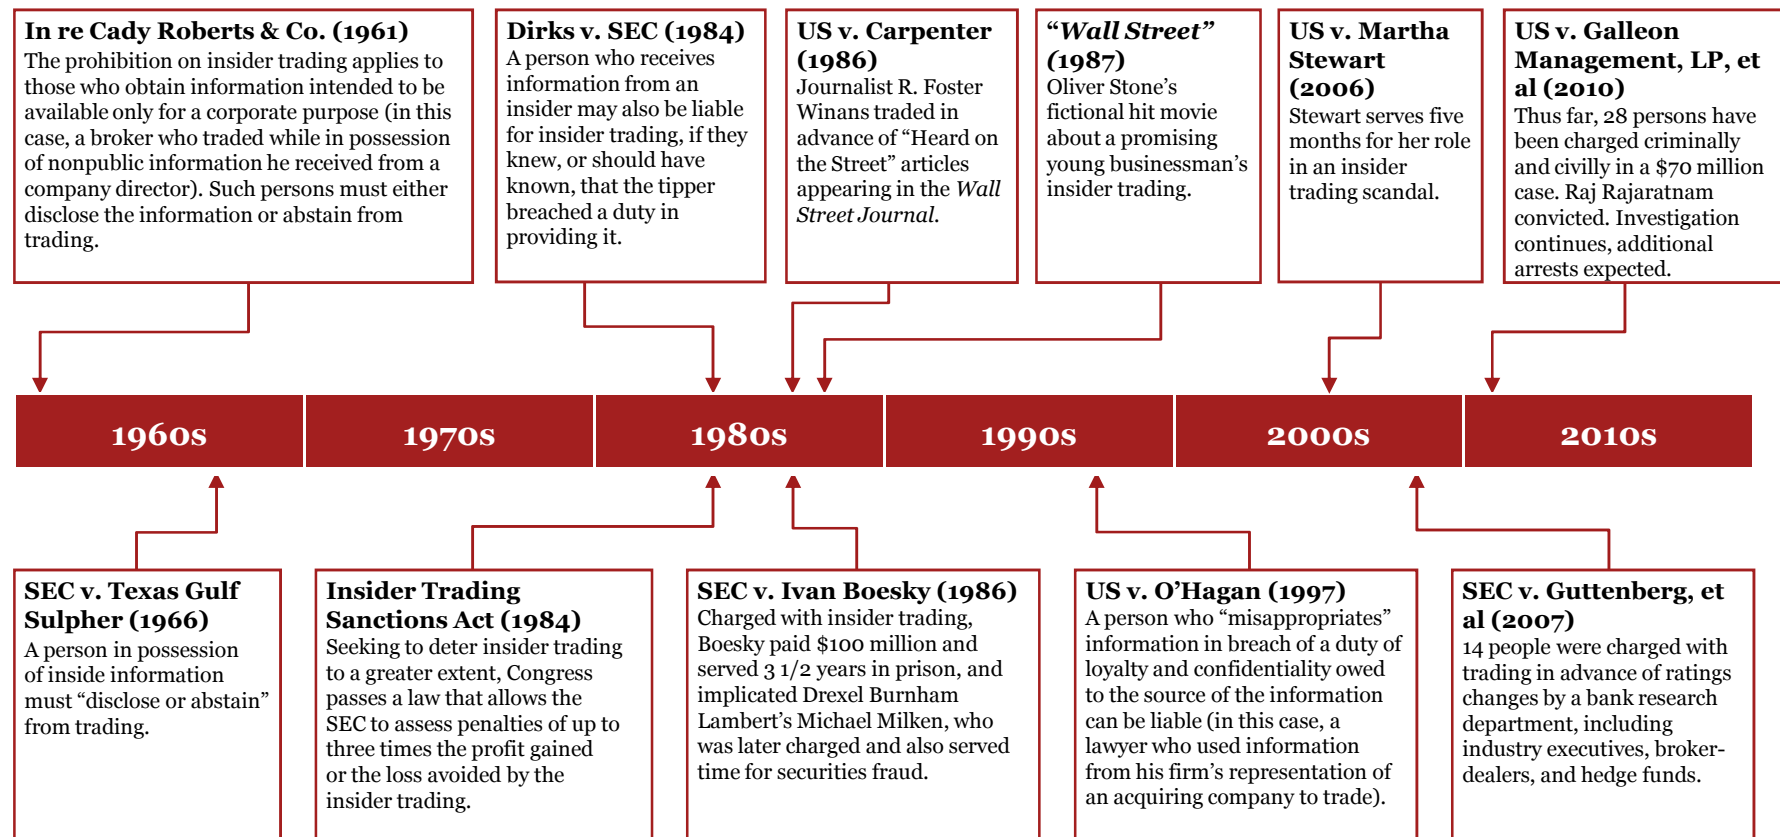 In re Cady Roberts & Co. (1961)
The prohibition on insider trading applies to
those who obtain information intended to be
available only for a corporate purpose (in this
case, a broker who traded while in possession
of nonpublic information he received from a
company director). Such persons must either
disclose the information or abstain from
trading.
Dirks v. SEC (1984)
A person who receives
information from an
insider may also be liable
for insider trading, if they
knew, or should have
known, that the tipper
breached a duty in
providing it.
US v. Carpenter
(1986)
Journalist R. Foster
Winans traded in
advance of “Heard on
the Street” articles
appearing in the Wall
Street Journal.
“Wall Street”
(1987)
Oliver Stone’s
fictional hit movie
about a promising
young businessman’s
insider trading.
US v. Martha
Stewart
(2006)
Stewart serves five
months for her role
in an insider
trading scandal.
US v. Galleon
Management, LP, et
al (2010)
Thus far, 28 persons have
been charged criminally
and civilly in a $70 million
case. Raj Rajaratnam
convicted. Investigation
continues, additional
arrests expected.
1960s
1970s
1980s
1990s
2000s
2010s
SEC v. Texas Gulf
Sulpher (1966)
A person in possession
of inside information
must “disclose or abstain”
from trading.
Insider Trading
Sanctions Act (1984)
Seeking to deter insider trading
to a greater extent, Congress
passes a law that allows the
SEC to assess penalties of up to
three times the profit gained
or the loss avoided by the
insider trading.
SEC v. Ivan Boesky (1986)
Charged with insider trading,
Boesky paid $100 million and
served 3 1/2 years in prison, and
implicated Drexel Burnham
Lambert’s Michael Milken, who
was later charged and also served
time for securities fraud.
US v. O’Hagan (1997)
A person who “misappropriates”
information in breach of a duty of
loyalty and confidentiality owed
to the source of the information
can be liable (in this case, a
lawyer who used information
from his firm’s representation of
an acquiring company to trade).
SEC v. Guttenberg, et
al (2007)
14 people were charged with
trading in advance of ratings
changes by a bank research
department, including
industry executives, broker-
dealers, and hedge funds.